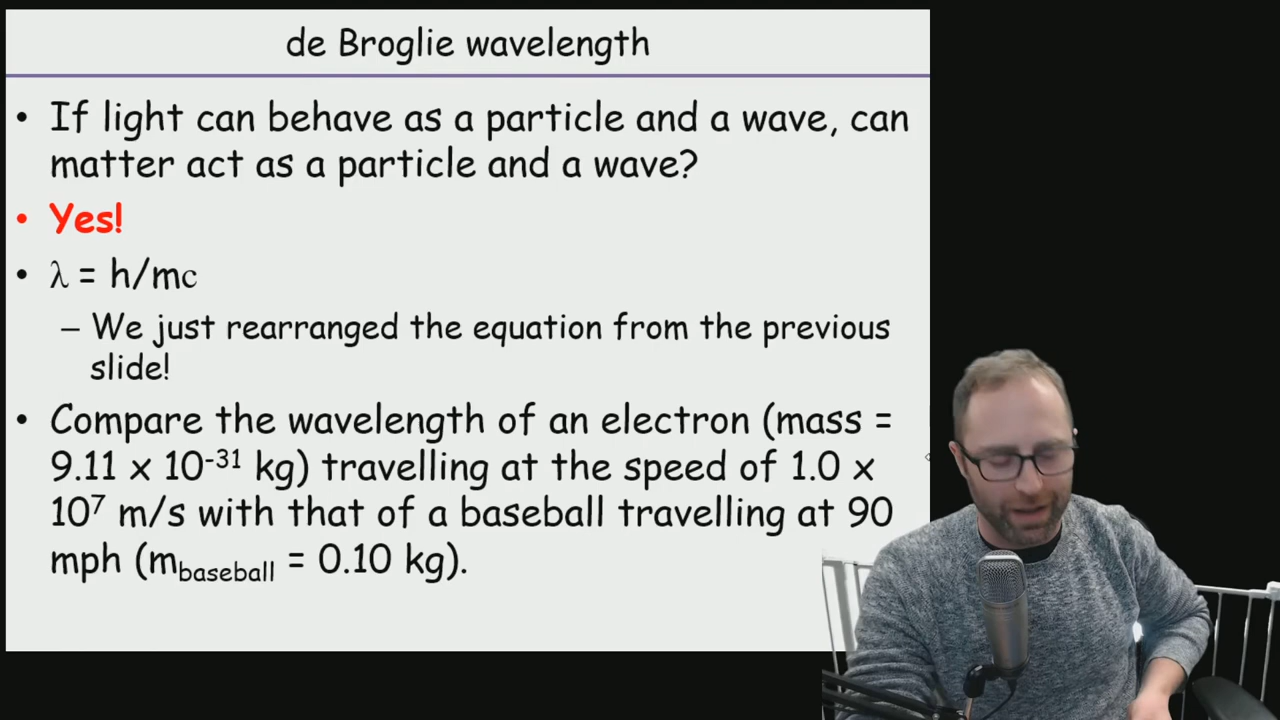 de Broglie wavelength
• If light can behave as a particle and a wave, can
matter act as a particle and a wave?
• Yes!
• λ = h/mc
– We just rearranged the equation from the previous
slide!
• Compare the wavelength of an electron (mass =
9.11 x 10⁻³¹ kg) travelling at the speed of 1.0 x
10⁷ m/s with that of a baseball travelling at 90
mph (m_baseball = 0.10 kg).